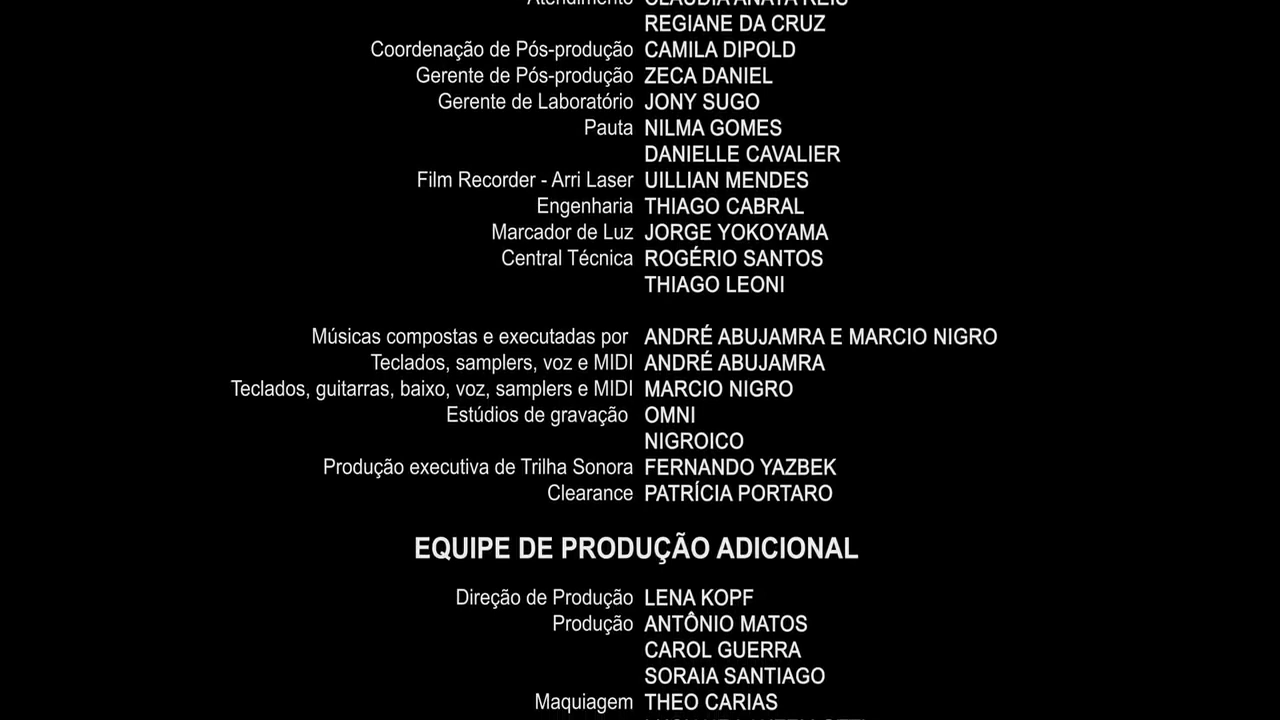 Atendimento CLAUDIA ANAYA REIS
REGIANE DA CRUZ
Coordenação de Pós-produção CAMILA DIPOLD
Gerente de Pós-produção ZECA DANIEL
Gerente de Laboratório JONY SUGO
Pauta NILMA GOMES
DANIELLE CAVALIER
Film Recorder - Arri Laser UILLIAN MENDES
Engenharia THIAGO CABRAL
Marcador de Luz JORGE YOKOYAMA
Central Técnica ROGÉRIO SANTOS
THIAGO LEONI
Músicas compostas e executadas por ANDRÉ ABUJAMRA E MARCIO NIGRO
Teclados, samplers, voz e MIDI ANDRÉ ABUJAMRA
Teclados, guitarras, baixo, voz, samplers e MIDI MARCIO NIGRO
Estúdios de gravação OMNI
NIGROICO
Produção executiva de Trilha Sonora FERNANDO YAZBEK
Clearance PATRÍCIA PORTARO
EQUIPE DE PRODUÇÃO ADICIONAL
Direção de Produção LENA KOPF
Produção ANTÔNIO MATOS
CAROL GUERRA
SORAIA SANTIAGO
Maquiagem THEO CARIAS